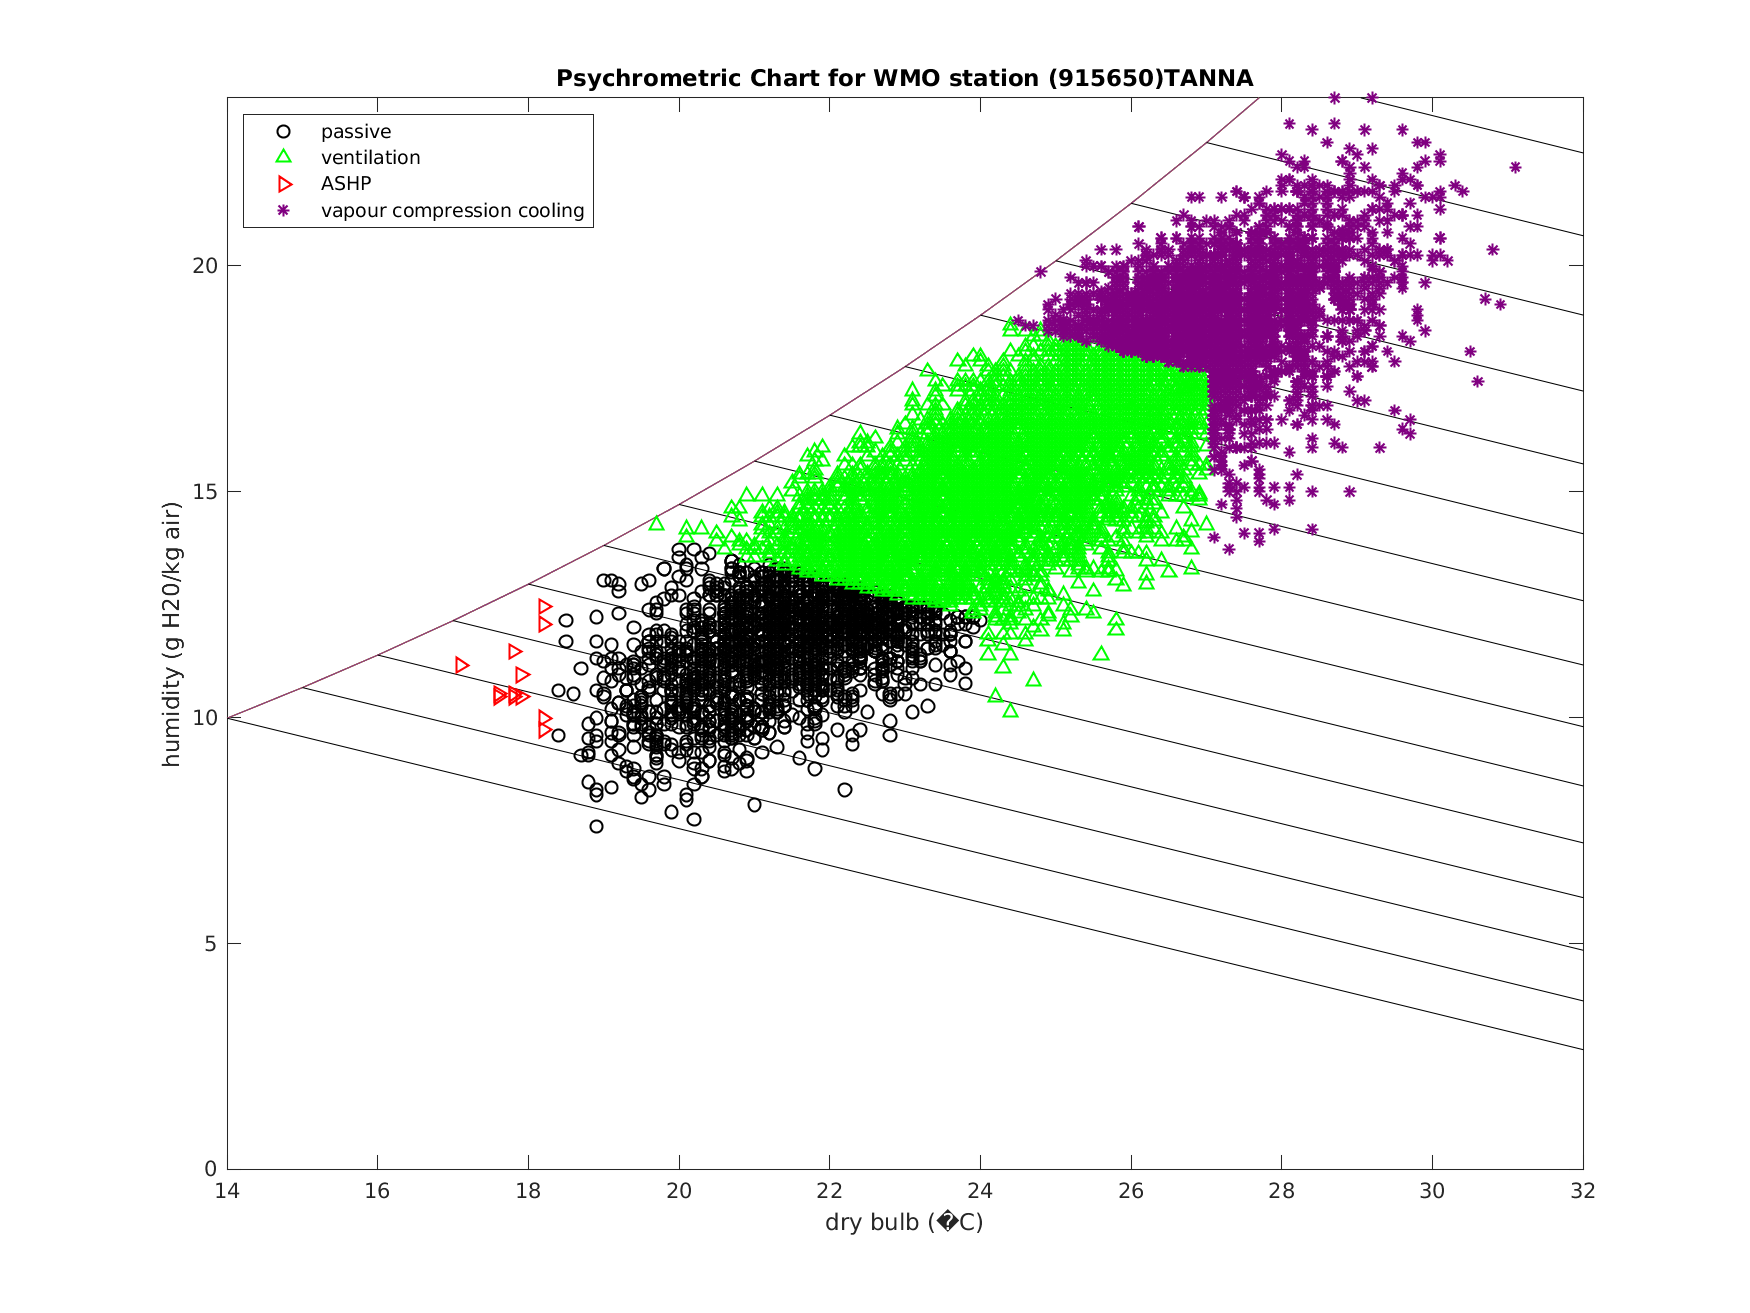 Psychrometric Chart for WMO station (915650)TANNA
passive
ventilation
ASHP
vapour compression cooling
humidity (g H20/kg air)
20
15
10
5
0
14 16 18 20 22 24 26 28 30 32
dry bulb (�C)